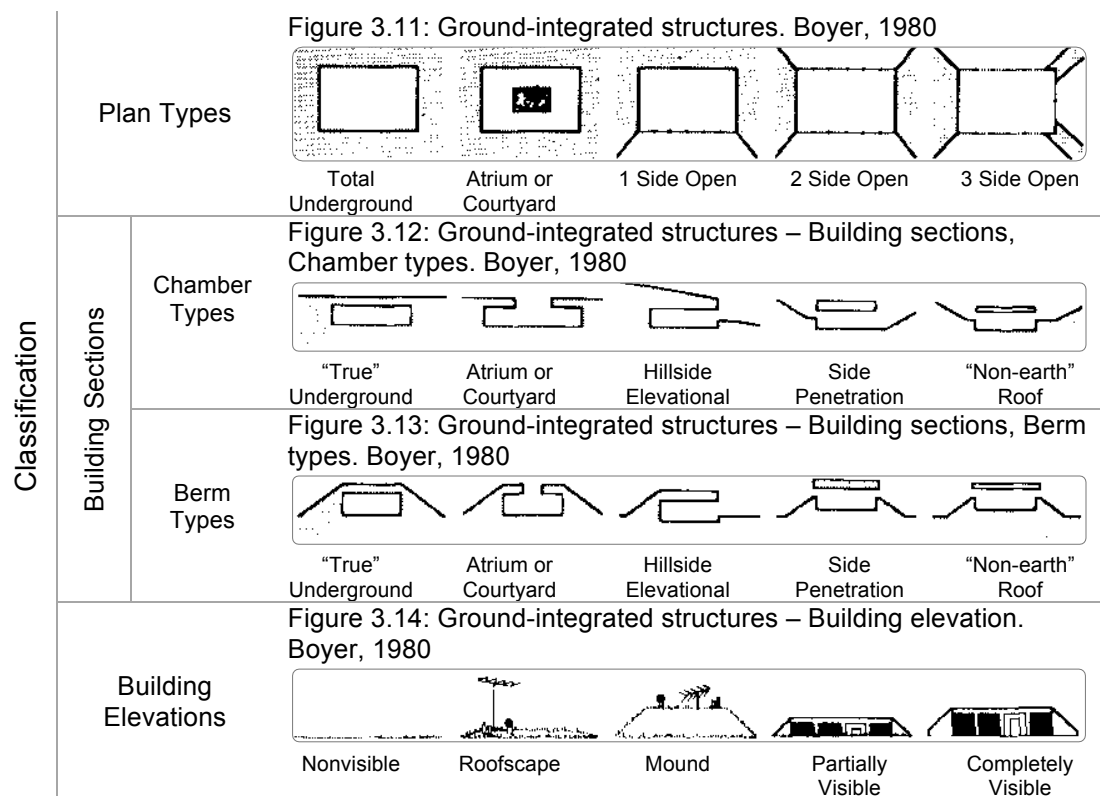 Classification
Plan Types
Figure 3.11: Ground-integrated structures. Boyer, 1980
Total
Underground
Atrium or
Courtyard
1 Side Open
2 Side Open
3 Side Open
Building Sections
Chamber
Types
Figure 3.12: Ground-integrated structures – Building sections,
Chamber types. Boyer, 1980
“True”
Underground
Atrium or
Courtyard
Hillside
Elevational
Side
Penetration
“Non-earth”
Roof
Berm
Types
Figure 3.13: Ground-integrated structures – Building sections, Berm
types. Boyer, 1980
“True”
Underground
Atrium or
Courtyard
Hillside
Elevational
Side
Penetration
“Non-earth”
Roof
Building
Elevations
Figure 3.14: Ground-integrated structures – Building elevation.
Boyer, 1980
Nonvisible
Roofscape
Mound
Partially
Visible
Completely
Visible